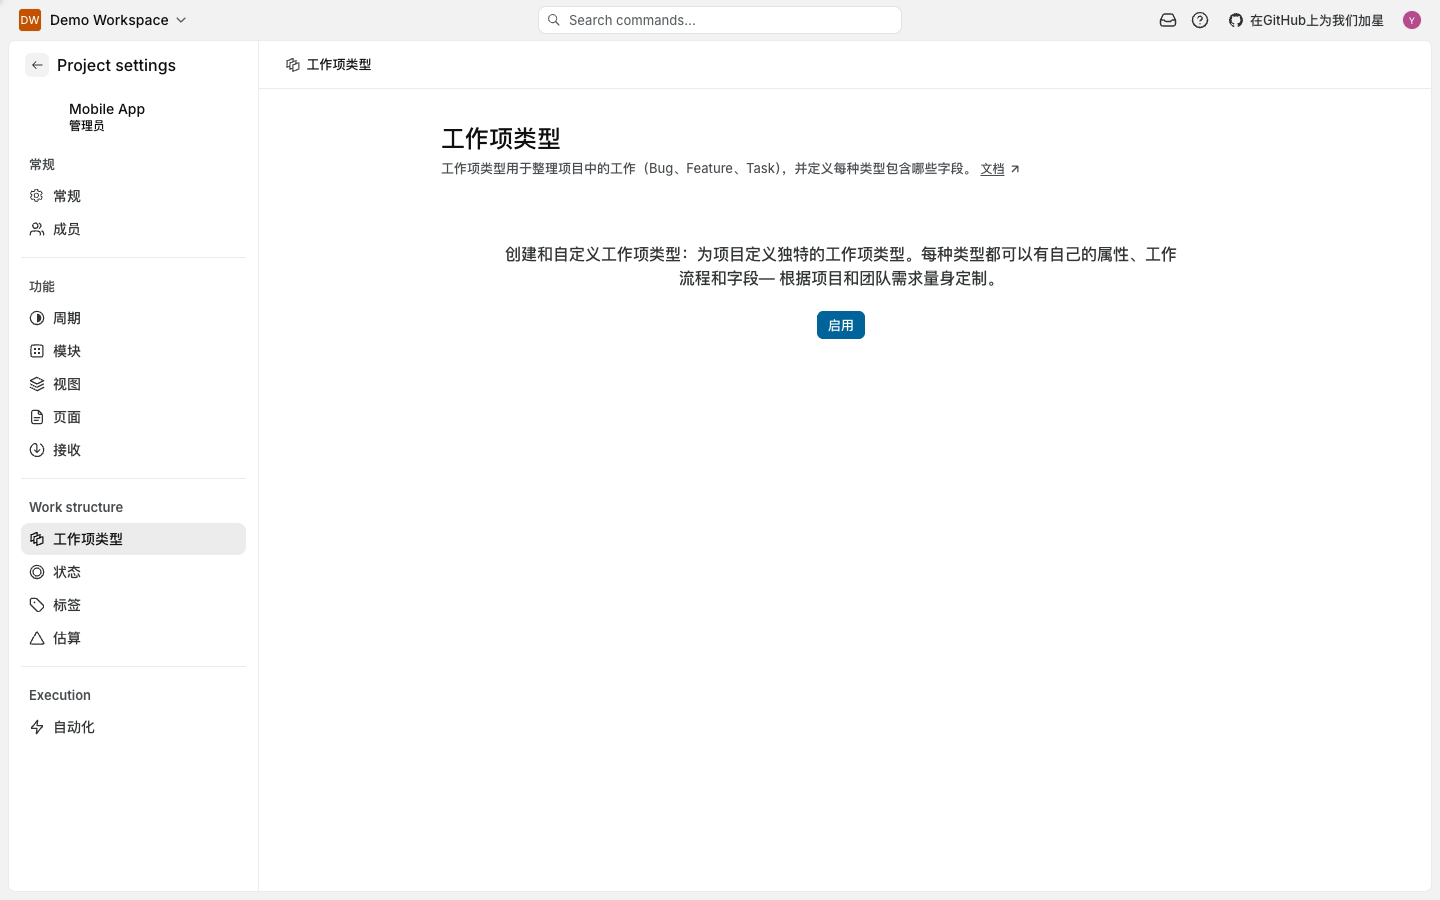 DW Demo Workspace
Search commands...
在GitHub上为我们加星
Y
Project settings
Mobile App
管理员
常规
常规
成员
功能
周期
模块
视图
页面
接收
Work structure
工作项类型
状态
标签
估算
Execution
自动化
工作项类型
工作项类型
工作项类型用于整理项目中的工作（Bug、Feature、Task），并定义每种类型包含哪些字段。 文档
创建和自定义工作项类型：为项目定义独特的工作项类型。每种类型都可以有自己的属性、工作
流程和字段— 根据项目和团队需求量身定制。
启用